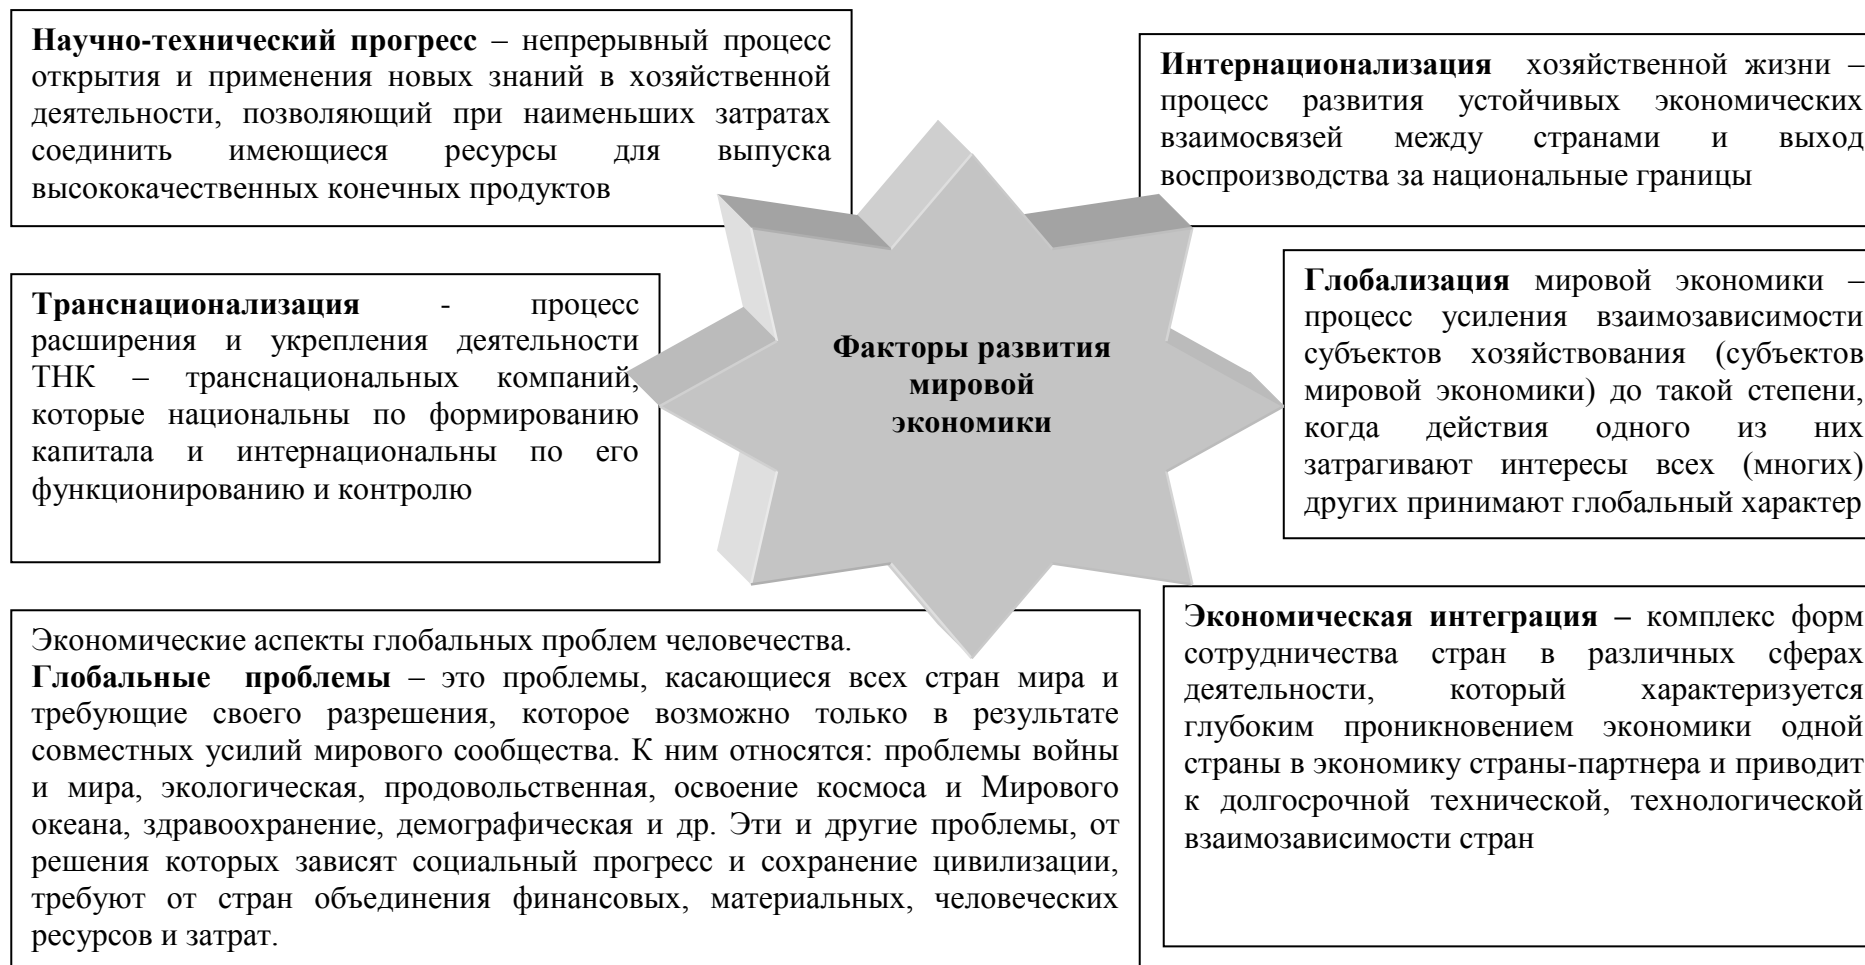 Научно-технический прогресс – непрерывный процесс
открытия и применения новых знаний в хозяйственной
деятельности, позволяющий при наименьших затратах
соединить имеющиеся ресурсы для выпуска
высококачественных конечных продуктов
Интернационализация хозяйственной жизни –
процесс развития устойчивых экономических
взаимосвязей между странами и выход
воспроизводства за национальные границы
Транснационализация - процесс
расширения и укрепления деятельности
ТНК – транснациональных компаний,
которые национальны по формированию
капитала и интернациональны по его
функционированию и контролю
Факторы развития
мировой
экономики
Глобализация мировой экономики –
процесс усиления взаимозависимости
субъектов хозяйствования (субъектов
мировой экономики) до такой степени,
когда действия одного из них
затрагивают интересы всех (многих)
других принимают глобальный характер
Экономические аспекты глобальных проблем человечества.
Глобальные проблемы – это проблемы, касающиеся всех стран мира и
требующие своего разрешения, которое возможно только в результате
совместных усилий мирового сообщества. К ним относятся: проблемы войны
и мира, экологическая, продовольственная, освоение космоса и Мирового
океана, здравоохранение, демографическая и др. Эти и другие проблемы, от
решения которых зависят социальный прогресс и сохранение цивилизации,
требуют от стран объединения финансовых, материальных, человеческих
ресурсов и затрат.
Экономическая интеграция – комплекс форм
сотрудничества стран в различных сферах
деятельности, который характеризуется
глубоким проникновением экономики одной
страны в экономику страны-партнера и приводит
к долгосрочной технической, технологической
взаимозависимости стран